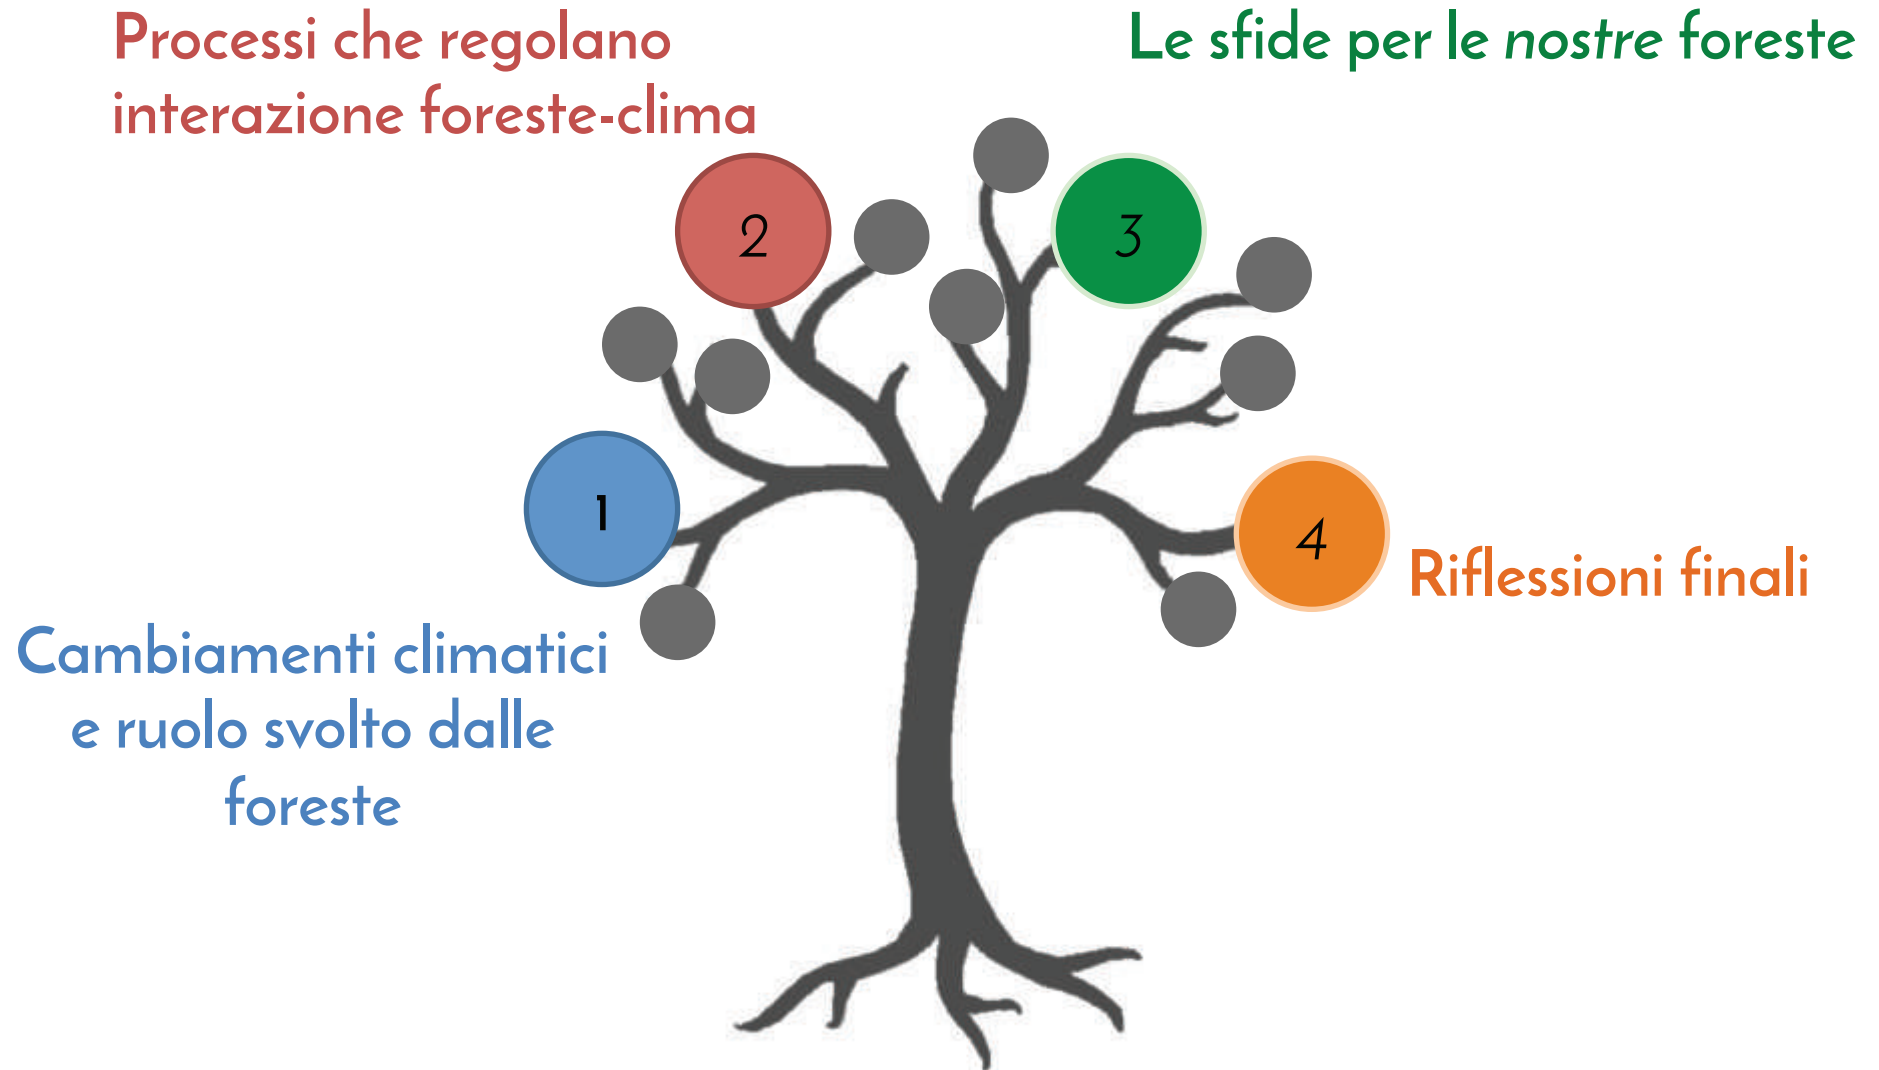 Processi che regolano
interazione foreste-clima
Le sfide per le nostre foreste
2
3
1
4
Riflessioni finali
Cambiamenti climatici
e ruolo svolto dalle
foreste